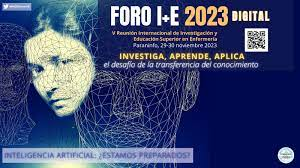 FORO I+E 2023 DIGITAL
V Reunión Internacional de Investigación y
Educación Superior en Enfermería
Paraninfo, 29-30 noviembre 2023
INVESTIGA, APRENDE, APLICA
el desafío de la transferencia del conocimiento
INTELIGENCIA ARTIFICIAL: ¿ESTAMOS PREPARADOS?